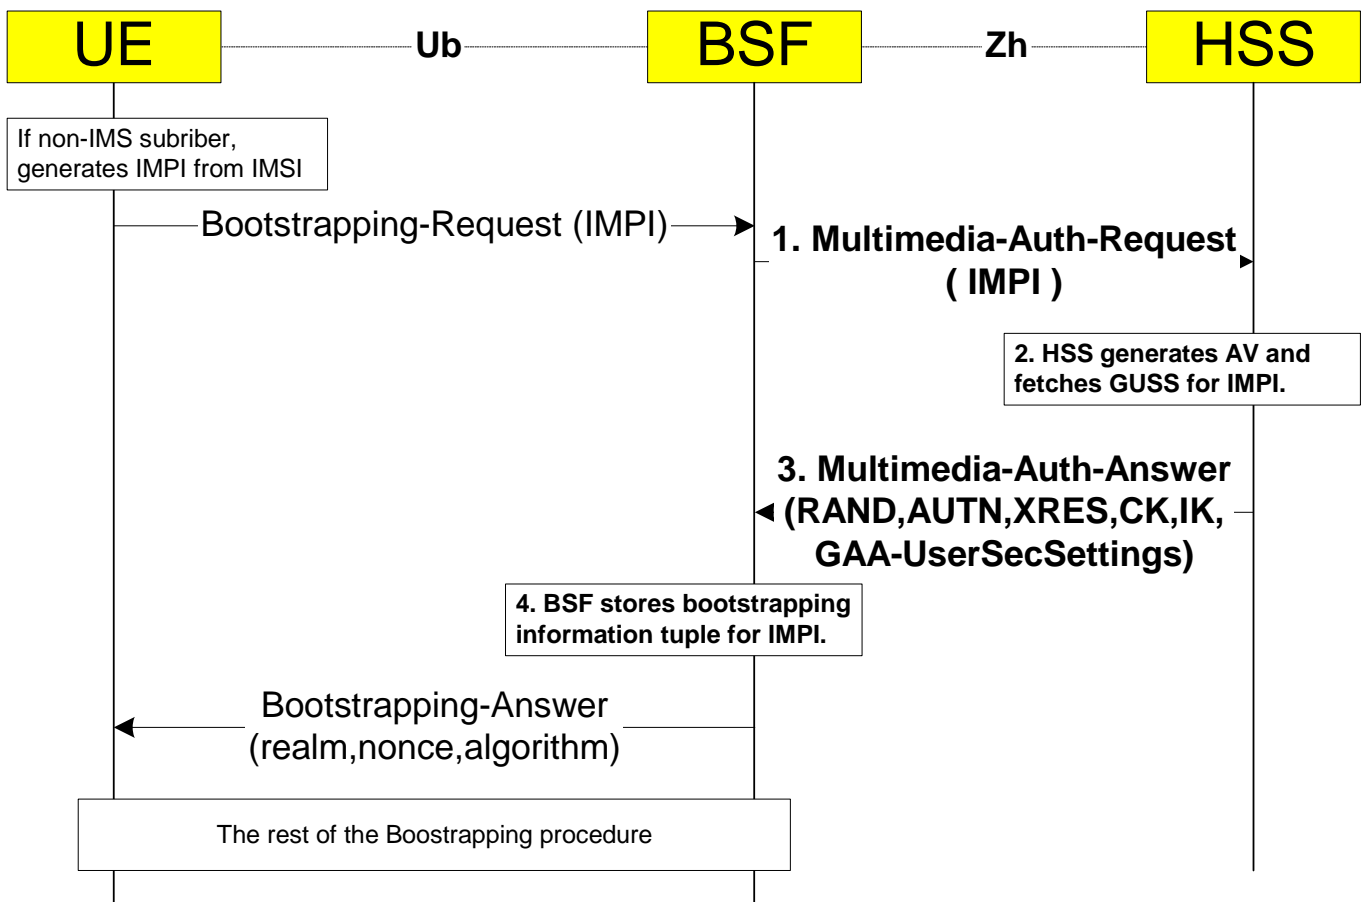 UE
Ub
BSF
Zh
HSS
If non-IMS subriber,
generates IMPI from IMSI
Bootstrapping-Request (IMPI)
1. Multimedia-Auth-Request
( IMPI )
2. HSS generates AV and
fetches GUSS for IMPI.
3. Multimedia-Auth-Answer
(RAND,AUTN,XRES,CK,IK,
GAA-UserSecSettings)
4. BSF stores bootstrapping
information tuple for IMPI.
Bootstrapping-Answer
(realm,nonce,algorithm)
The rest of the Boostrapping procedure